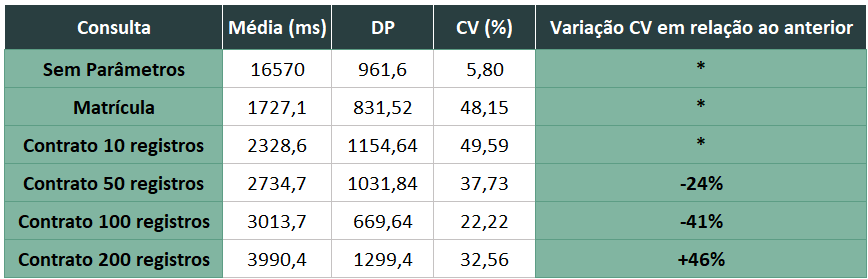 Consulta Média (ms) DP CV (%) Variação CV em relação ao anterior
Sem Parâmetros 16570 961,6 5,80 *
Matrícula 1727,1 831,52 48,15 *
Contrato 10 registros 2328,6 1154,64 49,59 *
Contrato 50 registros 2734,7 1031,84 37,73 -24%
Contrato 100 registros 3013,7 669,64 22,22 -41%
Contrato 200 registros 3990,4 1299,4 32,56 +46%